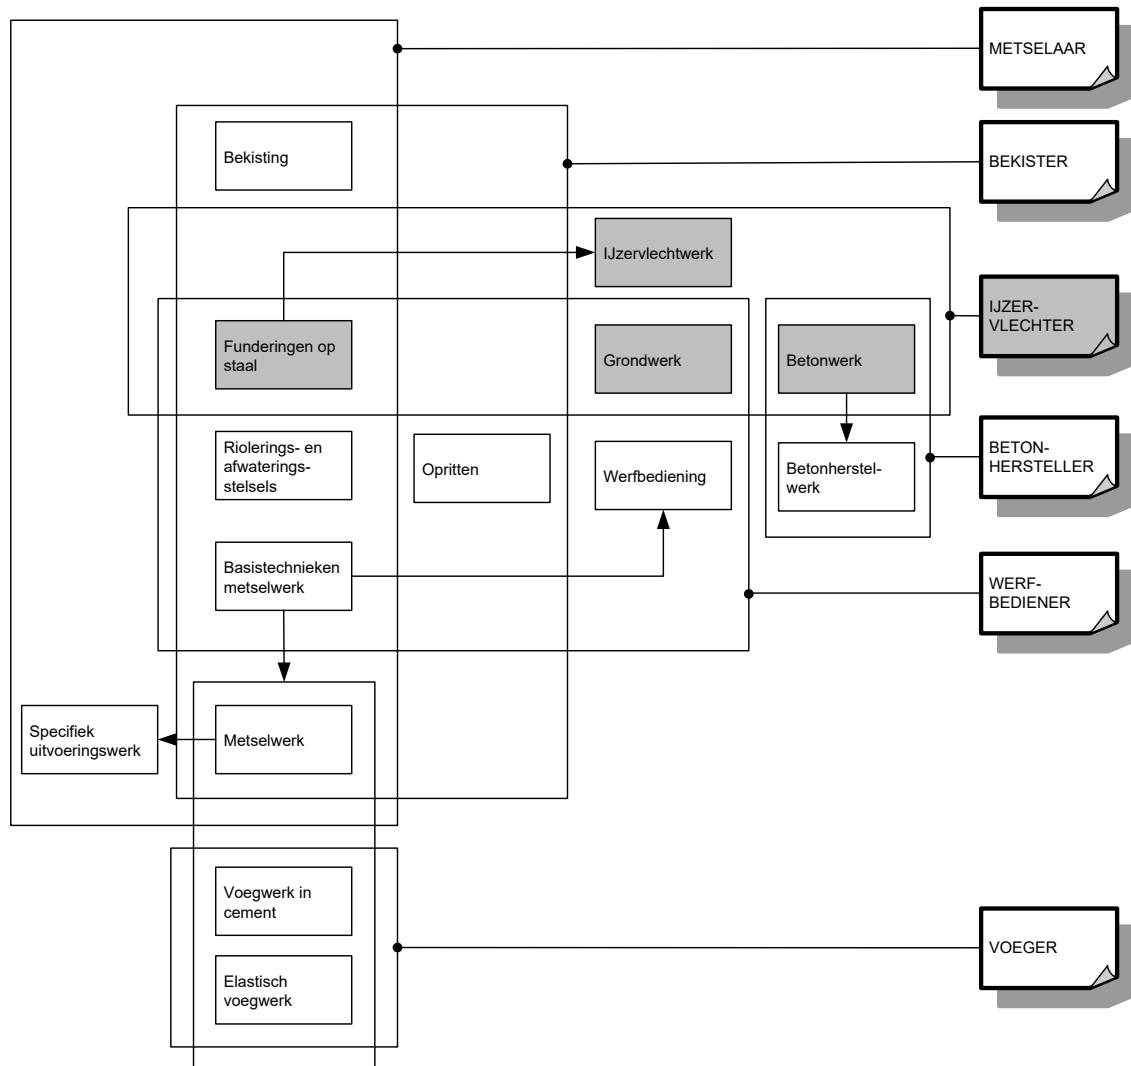 METSELAAR
Bekisting
BEKISTER
IJzervlechtwerk
IJZER-
VLECHTER
Funderingen op
staal
Grondwerk
Betonwerk
Riolerings- en
afwaterings-
stelsels
Opritten
Werfbediening
Betonherstel-
werk
BETON-
HERSTELLER
Basistechnieken
metselwerk
WERF-
BEDIENER
Specifiek
uitvoeringswerk
Metselwerk
Voegwerk in
cement
VOEGER
Elastisch
voegwerk